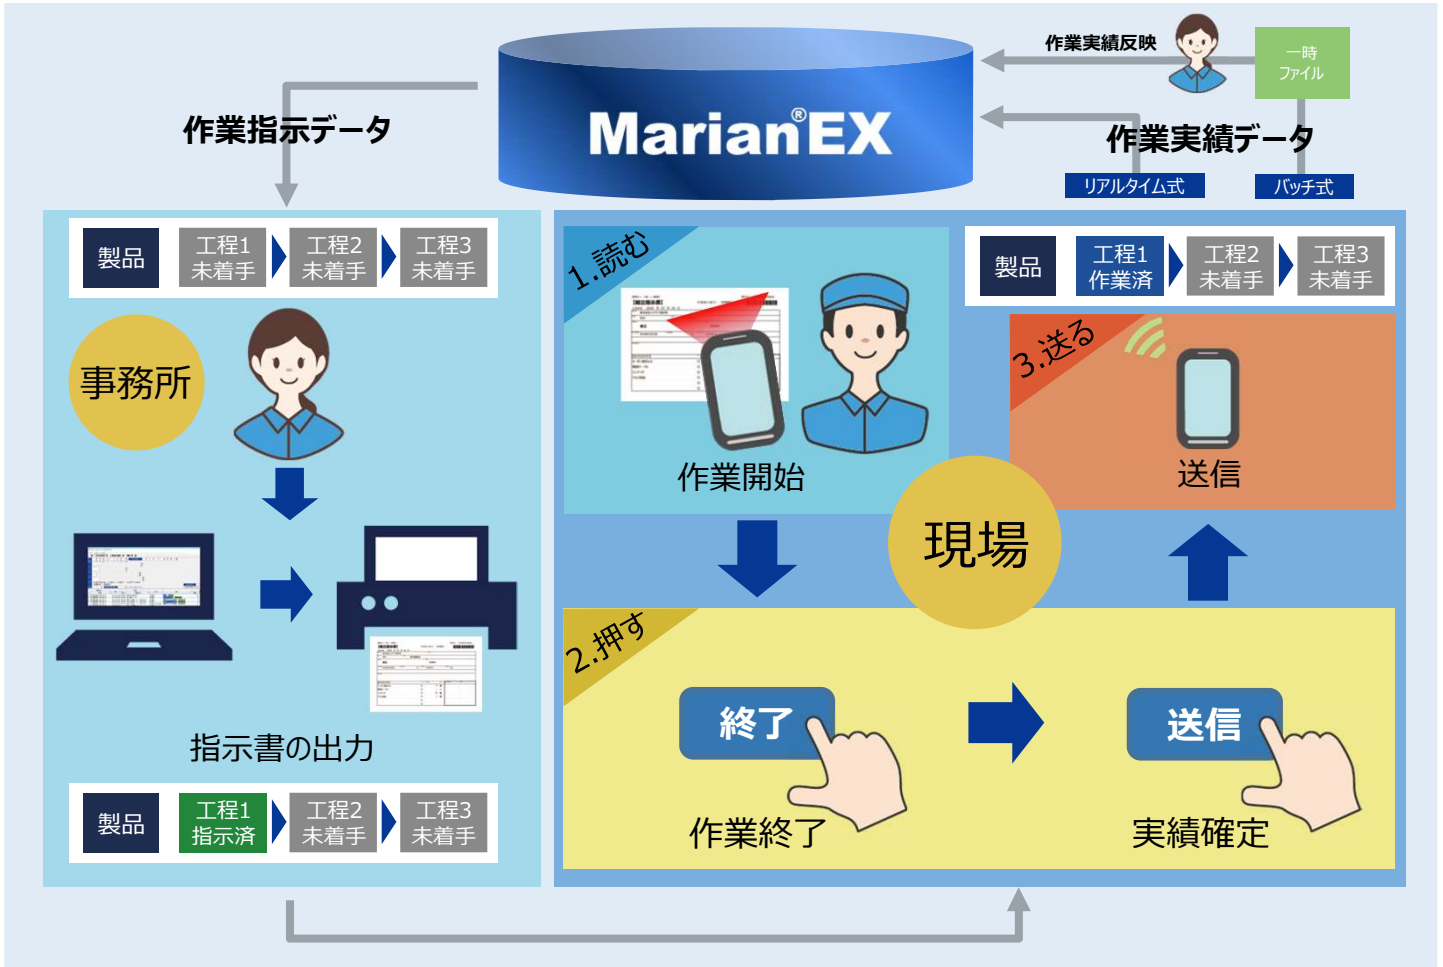 作業実績反映
一時
ファイル
Marian®EX
作業指示データ
作業実績データ
リアルタイム式
バッチ式
製品
工程1
未着手
工程2
未着手
工程3
未着手
事務所
指示書の出力
製品
工程1
指示済
工程2
未着手
工程3
未着手
1.読む
【組立指示書】
作業開始
製品
工程1
作業済
工程2
未着手
工程3
未着手
3.送る
送信
現場
2.押す
終了
作業終了
送信
実績確定